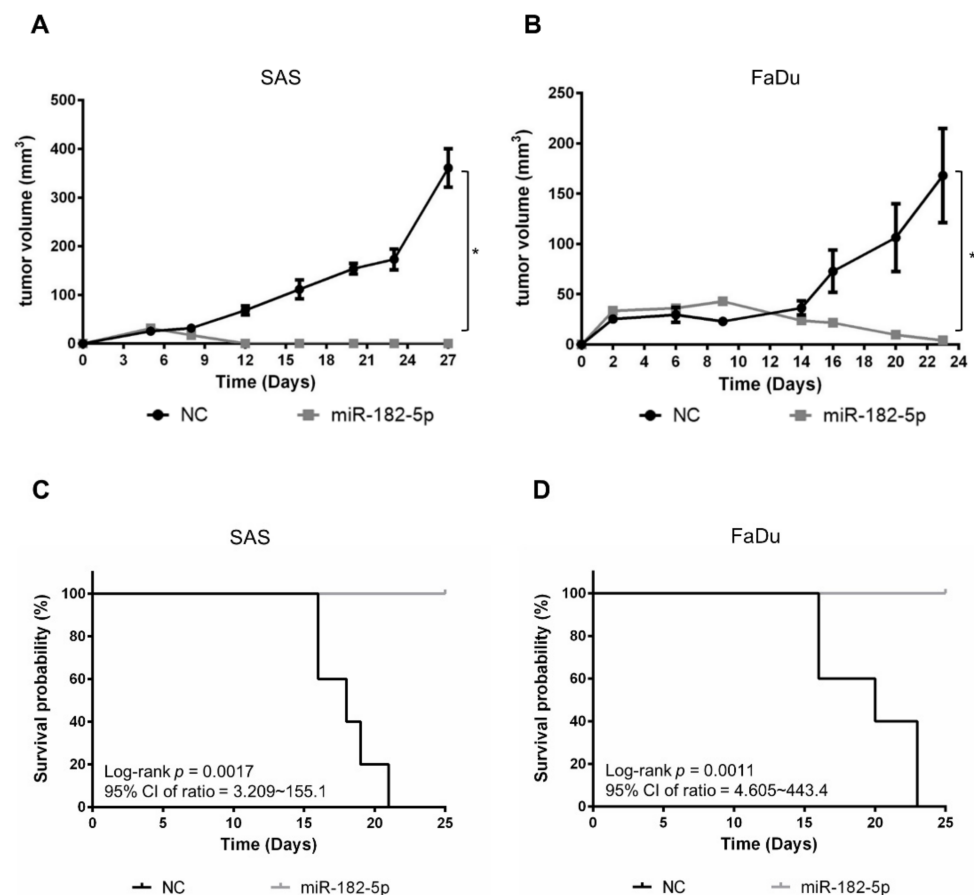 A
SAS
tumor volume (mm³)
500
400
300
200
100
0
0 3 6 9 12 15 18 21 24 27
Time (Days)
*
NC miR-182-5p
B
FaDu
tumor volume (mm³)
250
200
150
100
50
0
0 2 4 6 8 10 12 14 16 18 20 22 24
Time (Days)
*
NC miR-182-5p
C
SAS
Survival probability (%)
100
80
60
40
20
0
Log-rank p = 0.0017
95% CI of ratio = 3.209~155.1
0 5 10 15 20 25
Time (Days)
NC miR-182-5p
D
FaDu
Survival probability (%)
100
80
60
40
20
0
Log-rank p = 0.0011
95% CI of ratio = 4.605~443.4
0 5 10 15 20 25
Time (Days)
NC miR-182-5p